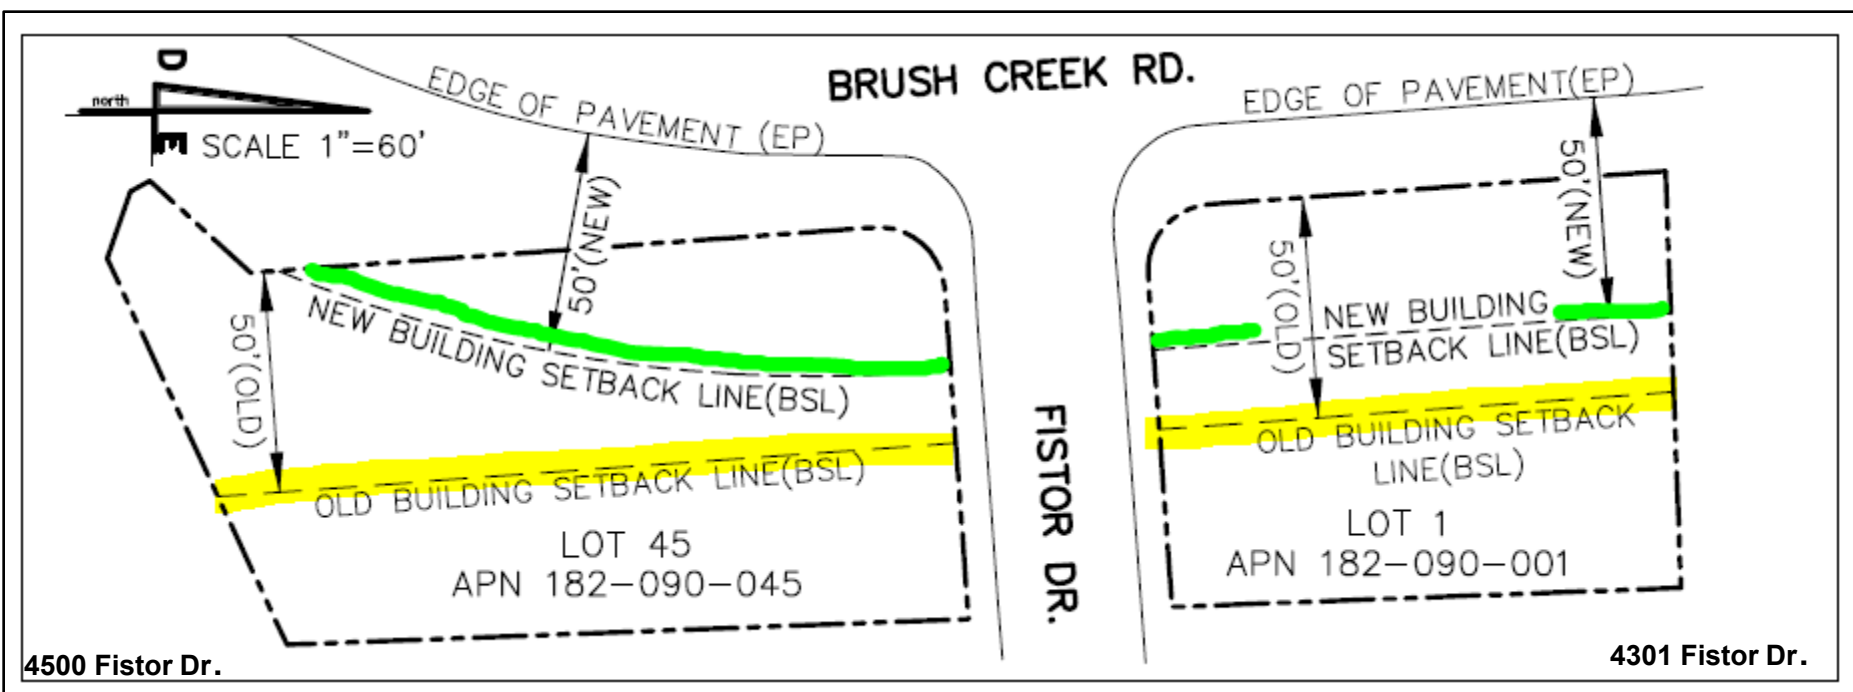 BRUSH CREEK RD.
EDGE OF PAVEMENT (EP)
EDGE OF PAVEMENT(EP)
D
north
E
SCALE 1"=60'
50'(NEW)
50'(OLD)
NEW BUILDING SETBACK LINE(BSL)
OLD BUILDING SETBACK LINE(BSL)
LOT 45
APN 182-090-045
4500 Fistor Dr.
FISTOR DR.
50'(NEW)
50'(OLD)
NEW BUILDING
SETBACK LINE(BSL)
OLD BUILDING SETBACK
LINE(BSL)
LOT 1
APN 182-090-001
4301 Fistor Dr.